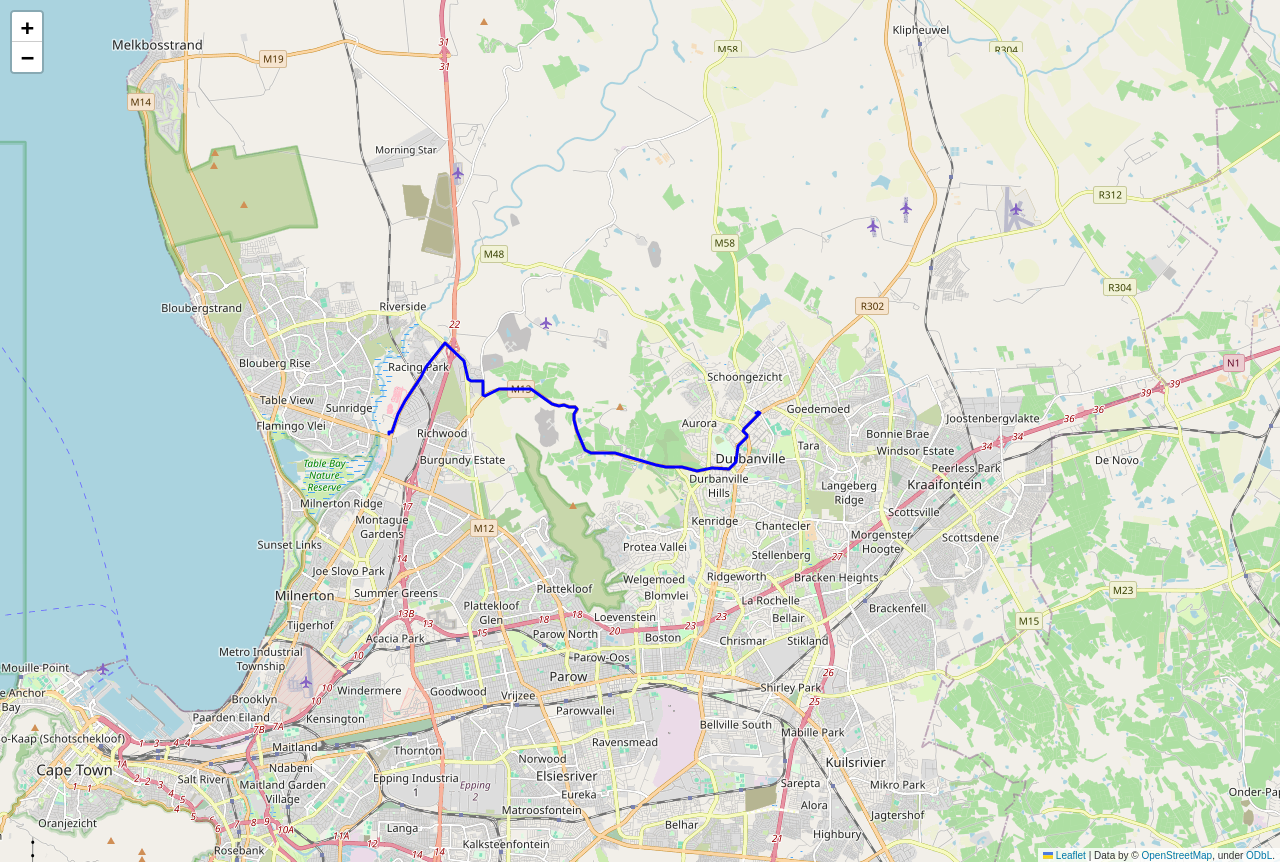 +
−
Melkbosstrand
M19
31
31
M58
Klipheuwel
R304
M14
Morning Star
R312
M48
M58
R304
Bloubergstrand
Riverside
R302
22
Blouberg Rise
Racing Park
M13
N1
39
39
Schoongezicht
Table View
Sunridge
Flamingo Vlei
Goedemoed
Aurora
Joostenbergvlakte
36
36
Richwood
Bonnie Brae
34
34
Tara
Windsor Estate
Burgundy Estate
Durbanville
De Novo
Table Bay
Nature
Reserve
Peerless Park
Durbanville
Hills
Langeberg
Ridge
Kraaifontein
Milnerton Ridge
17
Scottsville
Montague
Gardens
M12
Kenridge
Chantecler
Morgenster
Hoogte
Scottsdene
Sunset Links
Protea Vallei
Stellenberg
27
14
Joe Slovo Park
Welgemoed
Ridgeworth
Bracken Heights
Summer Greens
Plattekloof
Blomvlei
M23
Milnerton
Plattekloof
Glen
La Rochelle
Brackenfell
13B
13
18
18
Loevenstein
23
23
Bellair
M15
Tijgerhof
15
20
Acacia Park
Parow North
Boston
Chrismar
Stikland
Metro Industrial
Township
10
Parow-Oos
Mouille Point
Parow
26
e Anchor
Bay
Brooklyn
Windermere
Goodwood
Vrijzee
Shirley Park
10
10
25
Paarden Eiland
Kensington
Parowvallei
Bellville South
Mabille Park
o-Kaap (Schotschekloof)
1
3
4
4
7B
7A
Maitland
Ravensmead
1A
Thornton
Norwood
Kuilsrivier
Cape Town
Salt River
Ndabeni
Elsiesriver
2
2
1
1
Maitland Garden
Village
Epping Industria
1
Epping
2
Eureka
Sarepta
Mikro Park
Onder-Pap
Matroosfontein
Alora
Jagtershof
Oranjezicht
Langa
Belhar
Highbury
10A
11A
Rosebank
Kalksteenfontein
12
14
14
21
Leaflet | Data by © OpenStreetMap, under ODbL.